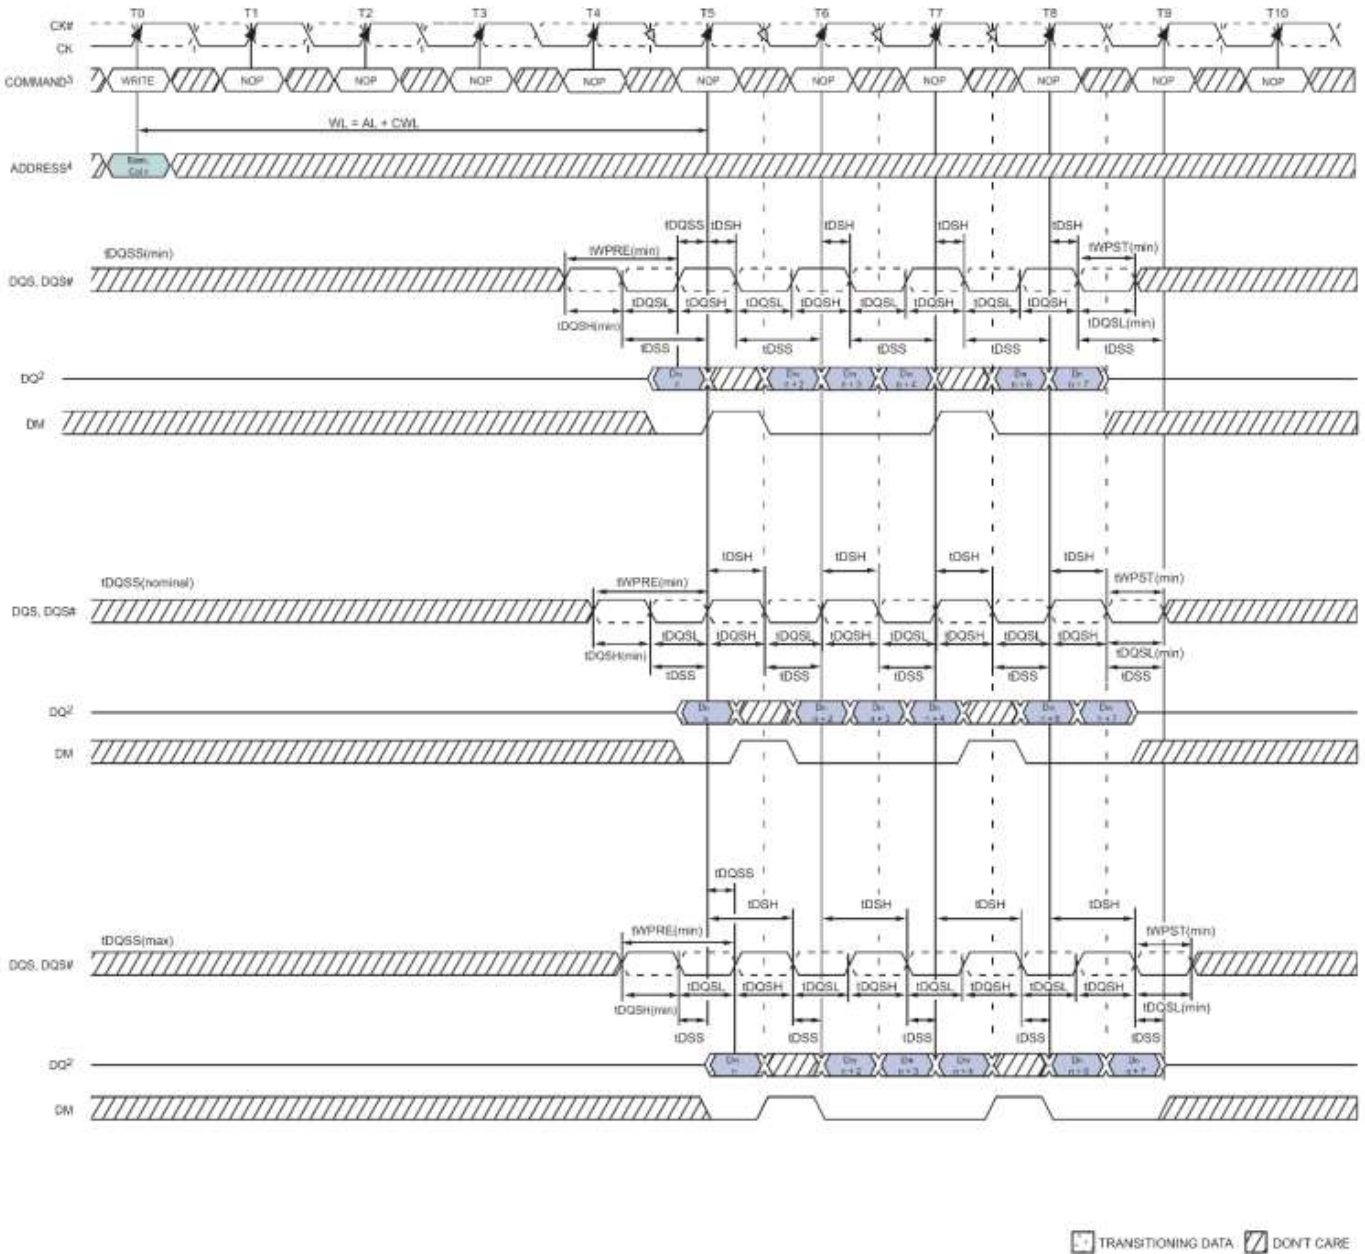 T0 T1 T2 T3 T4 T5 T6 T7 T8 T9 T10
CK#
CK
COMMAND3 WRITE NOP NOP NOP NOP NOP NOP NOP NOP NOP NOP
WL = AL + CWL
ADDRESS4
tDQSS tDSH tDSH tDSH tDSH
tDQSS(min) tWPRE(min) tWPST(min)
DQS, DQS#
tDQSL tDQSH tDQSL tDQSH tDQSL tDQSH tDQSL tDQSH
tDQSH(min) tDQSL(min)
tDSS tDSS tDSS tDSS tDSS
DQ2
DM
tDSH tDSH tDSH tDSH
tDQSS(nominal) tWPRE(min) tWPST(min)
DQS, DQS#
tDQSL tDQSH tDQSL tDQSH tDQSL tDQSH tDQSL tDQSH
tDQSH(min) tDQSL(min)
tDSS tDSS tDSS tDSS tDSS
DQ2
DM
tDQSS
tDSH tDSH tDSH tDSH
tDQSS(max) tWPRE(min) tWPST(min)
DQS, DQS#
tDQSL tDQSH tDQSL tDQSH tDQSL tDQSH tDQSL tDQSH
tDQSH(min) tDQSL(min)
tDSS tDSS tDSS tDSS tDSS
DQ2
DM
TRANSITIONING DATA DON'T CARE